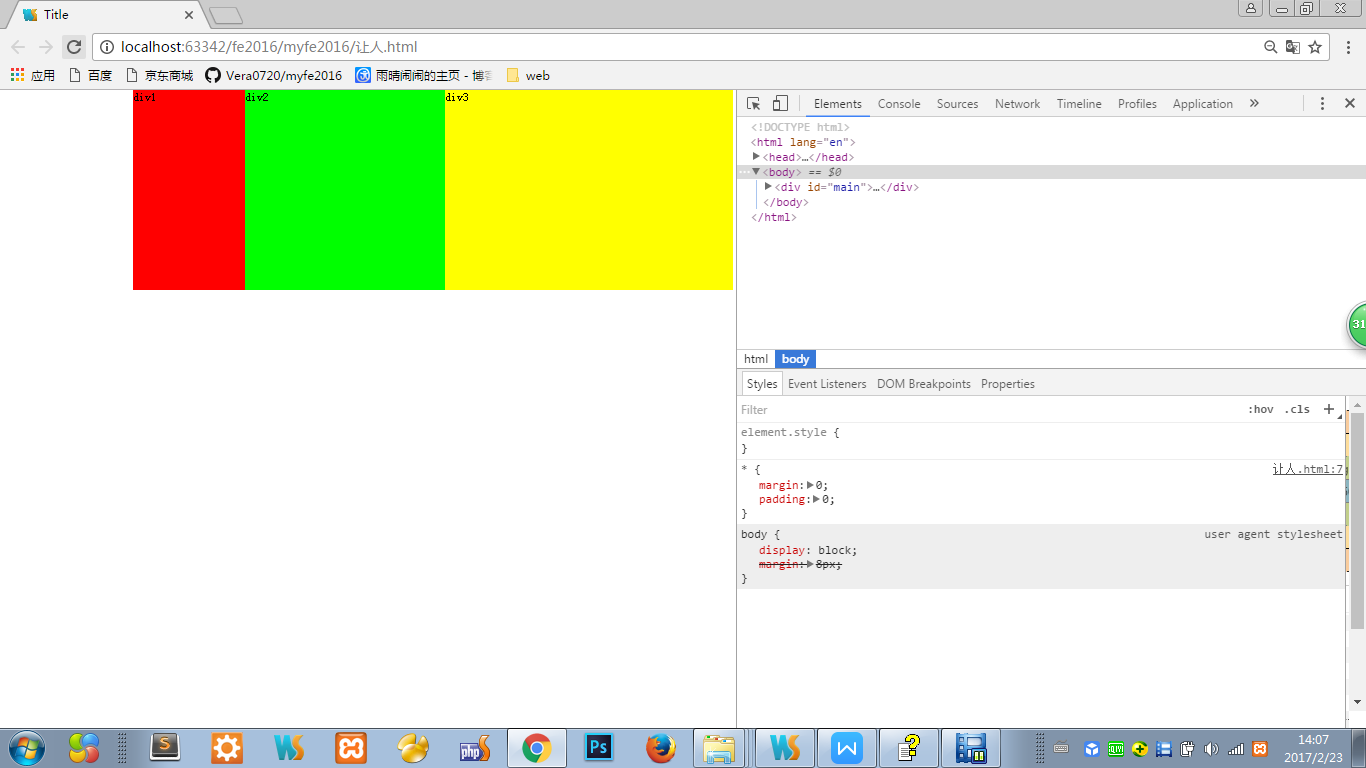 Title
localhost:63342/fe2016/myfe2016/让人.html
应用 百度 京东商城 Vera0720/myfe2016 雨晴闹闹的主页 - 博客 web
div1 div2 div3
Elements Console Sources Network Timeline Profiles Application »
<!DOCTYPE html>
<html lang="en">
<head>…</head>
<body> == $0
<div id="main">…</div>
</body>
</html>
31
html body
Styles Event Listeners DOM Breakpoints Properties
Filter :hov .cls +
element.style {
}
* { 让人.html:7
margin: 0;
padding: 0;
}
body { user agent stylesheet
display: block;
margin: 8px;
}
14:07
2017/2/23